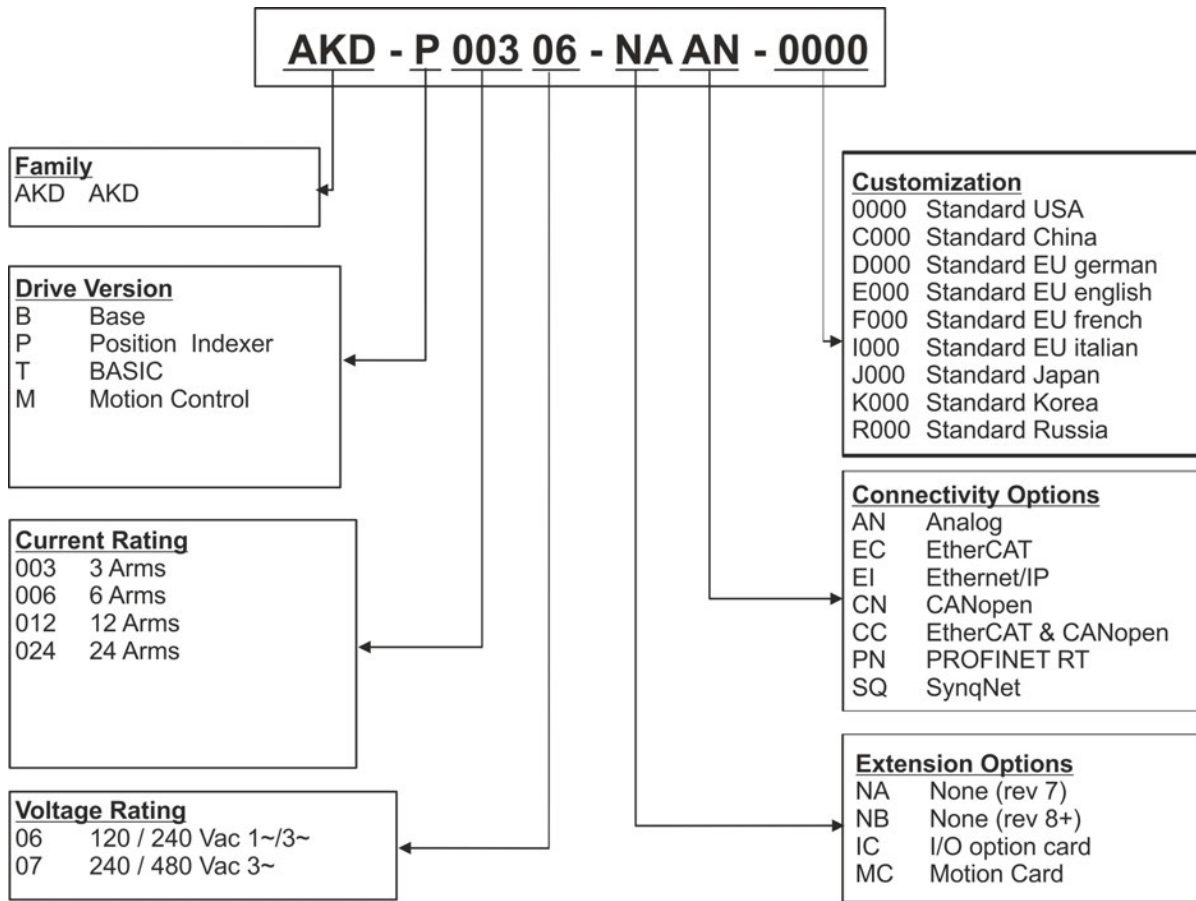 AKD - P 003 06 - NA AN - 0000
Family
AKD AKD
Drive Version
B Base
P Position Indexer
T BASIC
M Motion Control
Current Rating
003 3 Arms
006 6 Arms
012 12 Arms
024 24 Arms
Voltage Rating
06 120 / 240 Vac 1~/3~
07 240 / 480 Vac 3~
Customization
0000 Standard USA
C000 Standard China
D000 Standard EU german
E000 Standard EU english
F000 Standard EU french
I000 Standard EU italian
J000 Standard Japan
K000 Standard Korea
R000 Standard Russia
Connectivity Options
AN Analog
EC EtherCAT
EI Ethernet/IP
CN CANopen
CC EtherCAT & CANopen
PN PROFINET RT
SQ SynqNet
Extension Options
NA None (rev 7)
NB None (rev 8+)
IC I/O option card
MC Motion Card